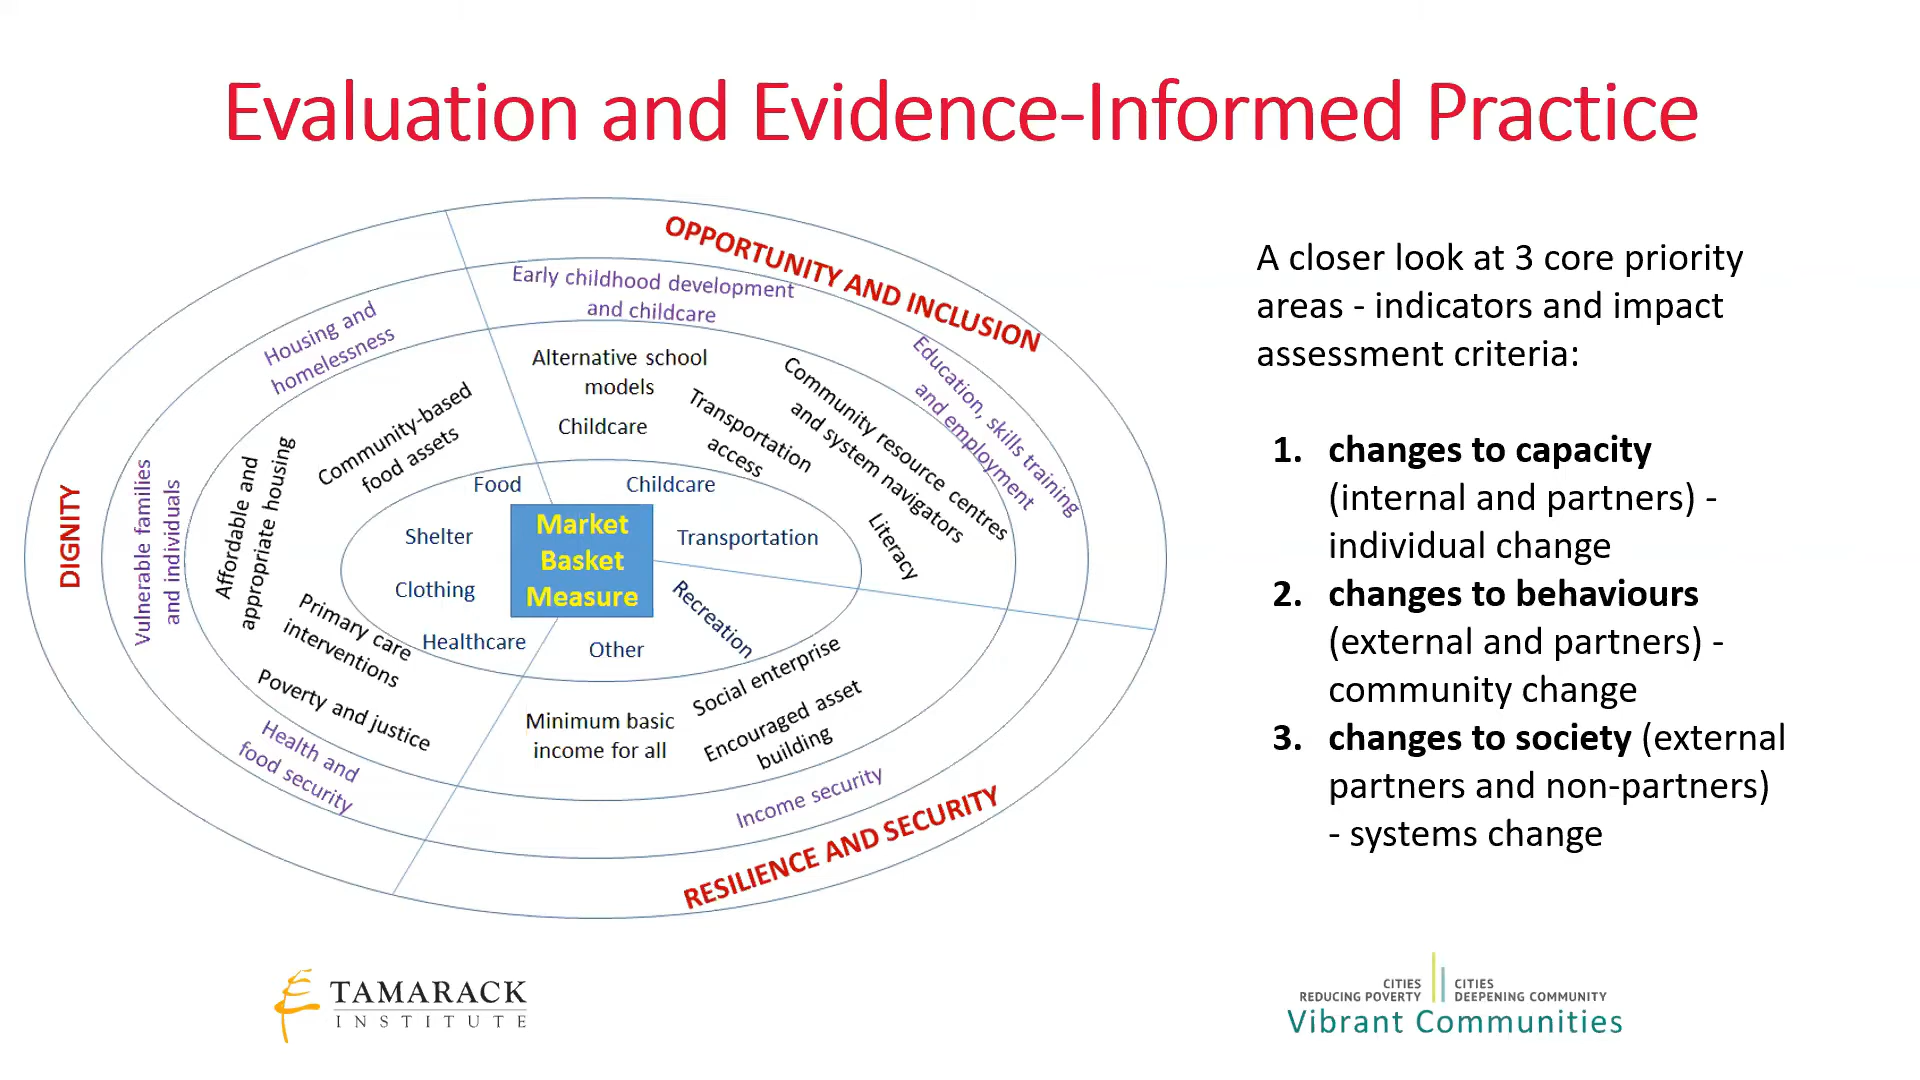 Evaluation and Evidence-Informed Practice
OPPORTUNITY AND INCLUSION
Early childhood development
and childcare
Education, skills training
and employment
Housing and
homelessness
Vulnerable families
and individuals
DIGNITY
Health and
food security
Income security
RESILIENCE AND SECURITY
Alternative school
models
Childcare
Transportation
access
Community resource centres
and system navigators
Literacy
Community-based
food assets
Affordable and
appropriate housing
Primary care
interventions
Poverty and justice
Minimum basic
income for all
Social enterprise
Encouraged asset
building
Food
Childcare
Shelter
Transportation
Clothing
Recreation
Healthcare
Other
Market
Basket
Measure
A closer look at 3 core priority
areas - indicators and impact
assessment criteria:
1. changes to capacity
(internal and partners) -
individual change
2. changes to behaviours
(external and partners) -
community change
3. changes to society (external
partners and non-partners)
- systems change
TAMARACK
INSTITUTE
CITIES
REDUCING POVERTY
CITIES
DEEPENING COMMUNITY
Vibrant Communities